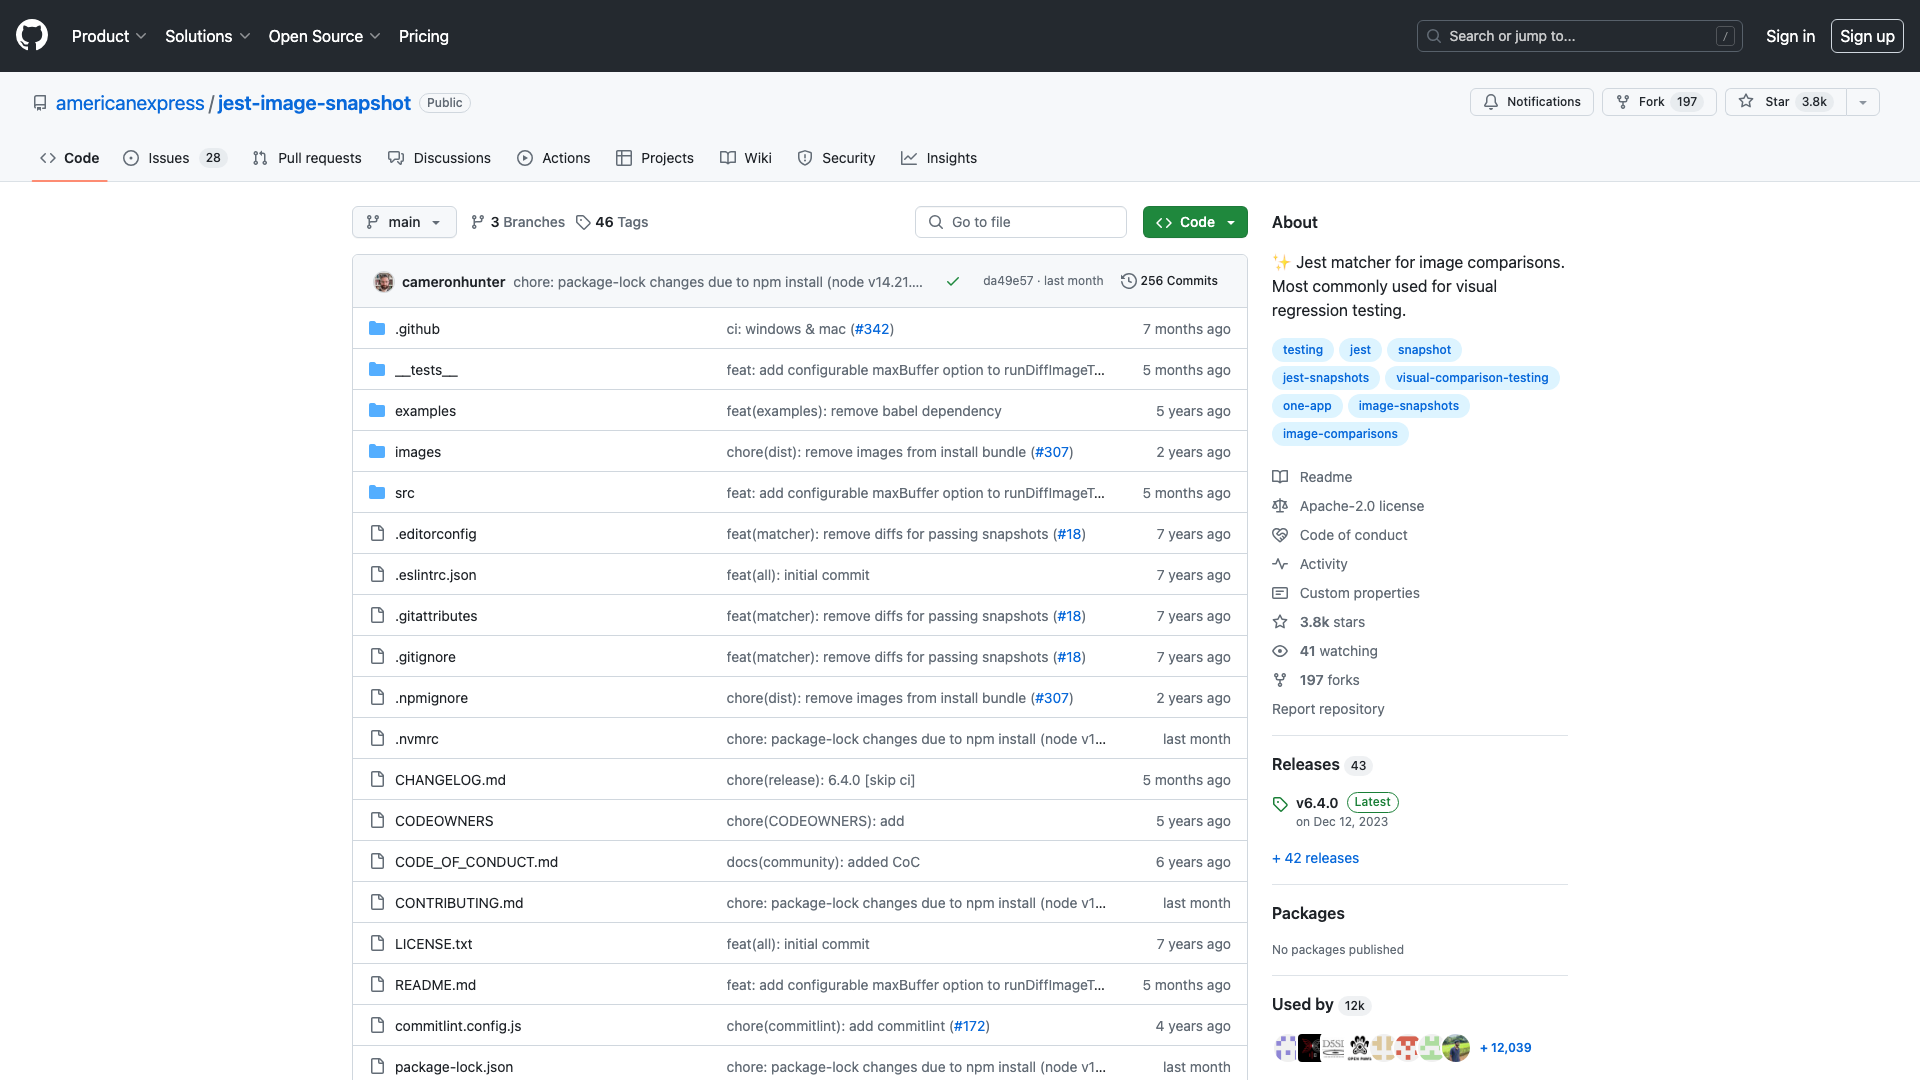 Product Solutions Open Source Pricing Search or jump to... / Sign in Sign up
americanexpress / jest-image-snapshot Public Notifications Fork 197 Star 3.8k
Code Issues 28 Pull requests Discussions Actions Projects Wiki Security Insights
main 3 Branches 46 Tags Go to file Code
cameronhunter chore: package-lock changes due to npm install (node v14.21.... da49e57 · last month 256 Commits
.github ci: windows & mac (#342) 7 months ago
__tests__ feat: add configurable maxBuffer option to runDiffImageT... 5 months ago
examples feat(examples): remove babel dependency 5 years ago
images chore(dist): remove images from install bundle (#307) 2 years ago
src feat: add configurable maxBuffer option to runDiffImageT... 5 months ago
.editorconfig feat(matcher): remove diffs for passing snapshots (#18) 7 years ago
.eslintrc.json feat(all): initial commit 7 years ago
.gitattributes feat(matcher): remove diffs for passing snapshots (#18) 7 years ago
.gitignore feat(matcher): remove diffs for passing snapshots (#18) 7 years ago
.npmignore chore(dist): remove images from install bundle (#307) 2 years ago
.nvmrc chore: package-lock changes due to npm install (node v1... last month
CHANGELOG.md chore(release): 6.4.0 [skip ci] 5 months ago
CODEOWNERS chore(CODEOWNERS): add 5 years ago
CODE_OF_CONDUCT.md docs(community): added CoC 6 years ago
CONTRIBUTING.md chore: package-lock changes due to npm install (node v1... last month
LICENSE.txt feat(all): initial commit 7 years ago
README.md feat: add configurable maxBuffer option to runDiffImageT... 5 months ago
commitlint.config.js chore(commitlint): add commitlint (#172) 4 years ago
package-lock.json chore: package-lock changes due to npm install (node v1... last month
About
✨ Jest matcher for image comparisons.
Most commonly used for visual
regression testing.
testing jest snapshot
jest-snapshots visual-comparison-testing
one-app image-snapshots
image-comparisons
Readme
Apache-2.0 license
Code of conduct
Activity
Custom properties
3.8k stars
41 watching
197 forks
Report repository
Releases 43
v6.4.0 Latest
on Dec 12, 2023
+ 42 releases
Packages
No packages published
Used by 12k
DSSI
+ 12,039